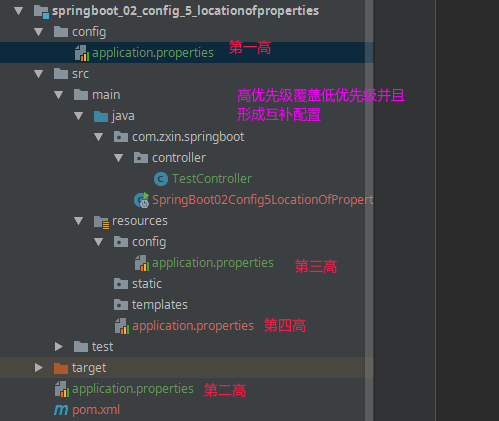 springboot_02_config_5_locationofproperties
config
application.properties 第一高
src
main 高优先级覆盖低优先级并且
java 形成互补配置
com.zxin.springboot
controller
TestController
SpringBoot02Config5LocationOfPropert
resources
config
application.properties 第三高
static
templates
application.properties 第四高
test
target
application.properties 第二高
pom.xml